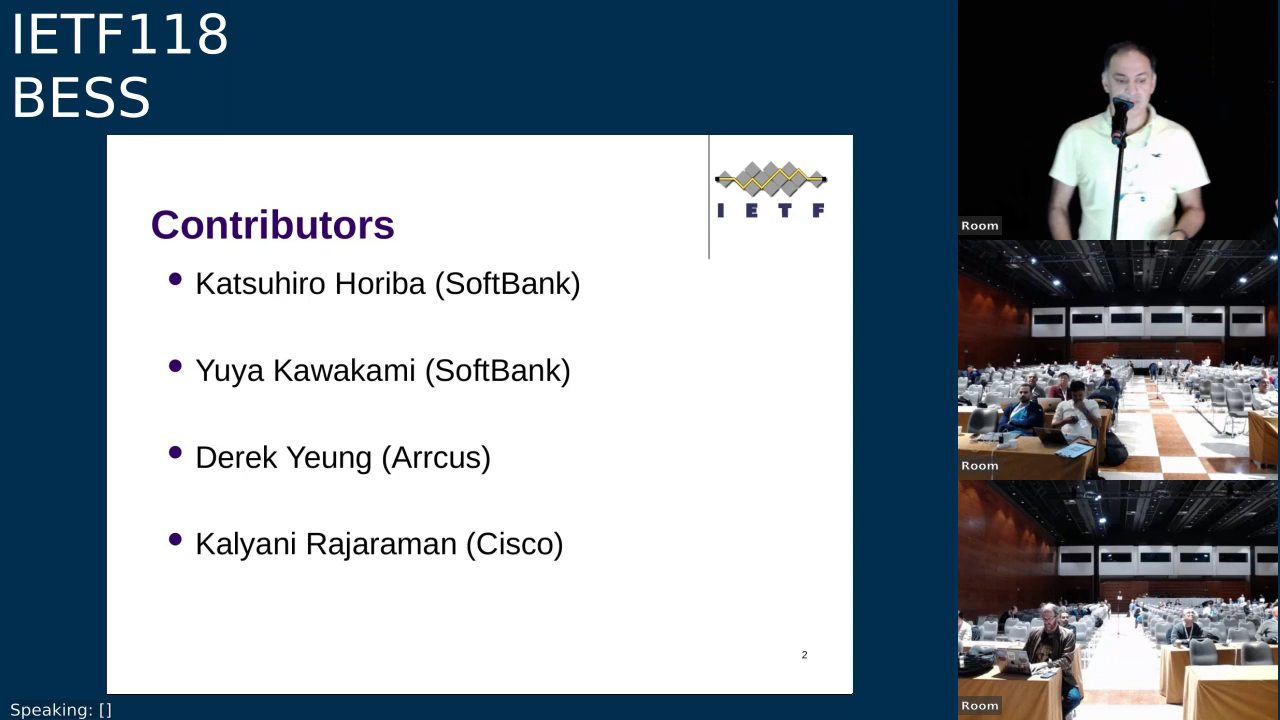 IETF118
BESS
I E T F
Contributors
Katsuhiro Horiba (SoftBank)
Yuya Kawakami (SoftBank)
Derek Yeung (Arrcus)
Kalyani Rajaraman (Cisco)
2
Speaking: []
Room
Room
Room